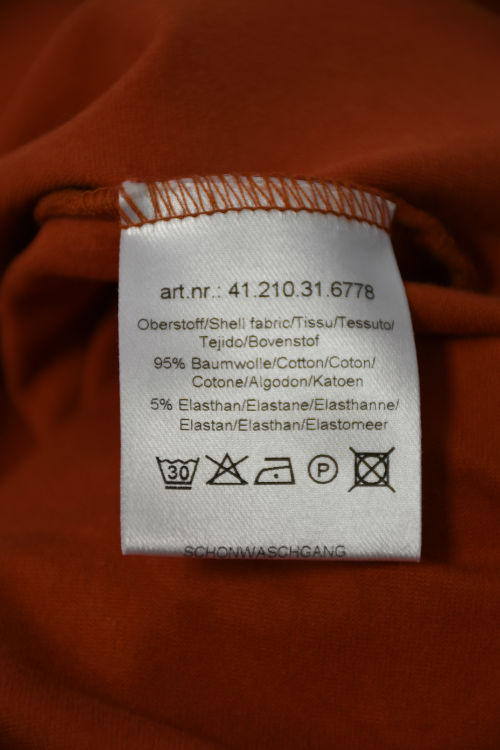 art.nr.: 41.210.31.6778
Oberstoff/Shell fabric/Tissu/Tessuto/
Tejido/Bovenstof
95% Baumwolle/Cotton/Coton/
Cotone/Algodon/Katoen
5% Elasthan/Elastane/Elasthanne/
Elastan/Elasthan/Elastomeer
30 P
SCHONWASCHGANG